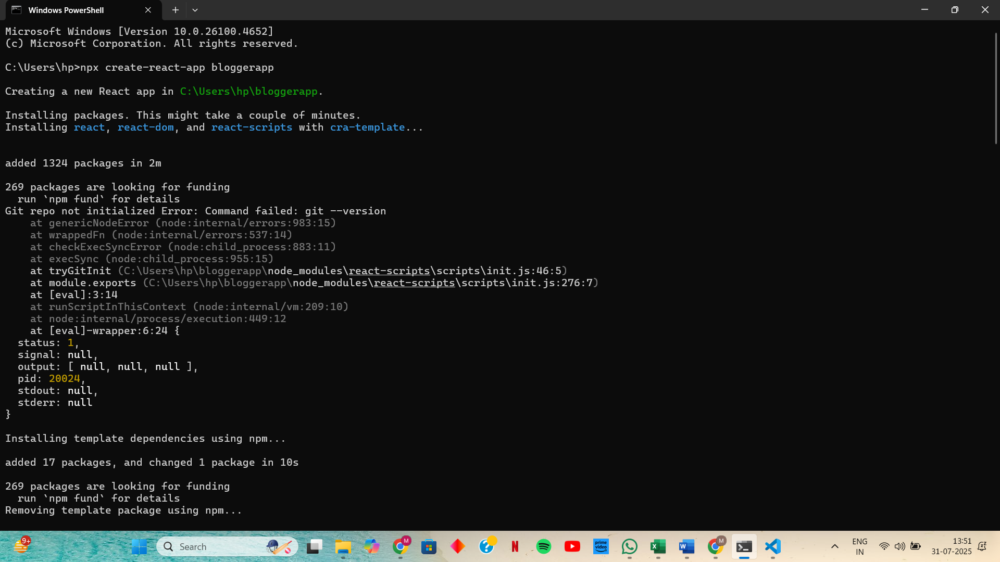 Windows PowerShell
Microsoft Windows [Version 10.0.26100.4652]
(c) Microsoft Corporation. All rights reserved.
C:\Users\hp>npx create-react-app bloggerapp
Creating a new React app in C:\Users\hp\bloggerapp.
Installing packages. This might take a couple of minutes.
Installing react, react-dom, and react-scripts with cra-template...
added 1324 packages in 2m
269 packages are looking for funding
  run `npm fund` for details
Git repo not initialized Error: Command failed: git --version
    at genericNodeError (node:internal/errors:983:15)
    at wrappedFn (node:internal/errors:537:14)
    at checkExecSyncError (node:child_process:883:11)
    at execSync (node:child_process:955:15)
    at tryGitInit (C:\Users\hp\bloggerapp\node_modules\react-scripts\scripts\init.js:46:5)
    at module.exports (C:\Users\hp\bloggerapp\node_modules\react-scripts\scripts\init.js:276:7)
    at [eval]:3:14
    at runScriptInThisContext (node:internal/vm:209:10)
    at node:internal/process/execution:449:12
    at [eval]-wrapper:6:24 {
  status: 1,
  signal: null,
  output: [ null, null, null ],
  pid: 20024,
  stdout: null,
  stderr: null
}
Installing template dependencies using npm...
added 17 packages, and changed 1 package in 10s
269 packages are looking for funding
  run `npm fund` for details
Removing template package using npm...
9+
Search
M
?
N
prime video
X
W
M
ENG
IN
13:51
31-07-2025